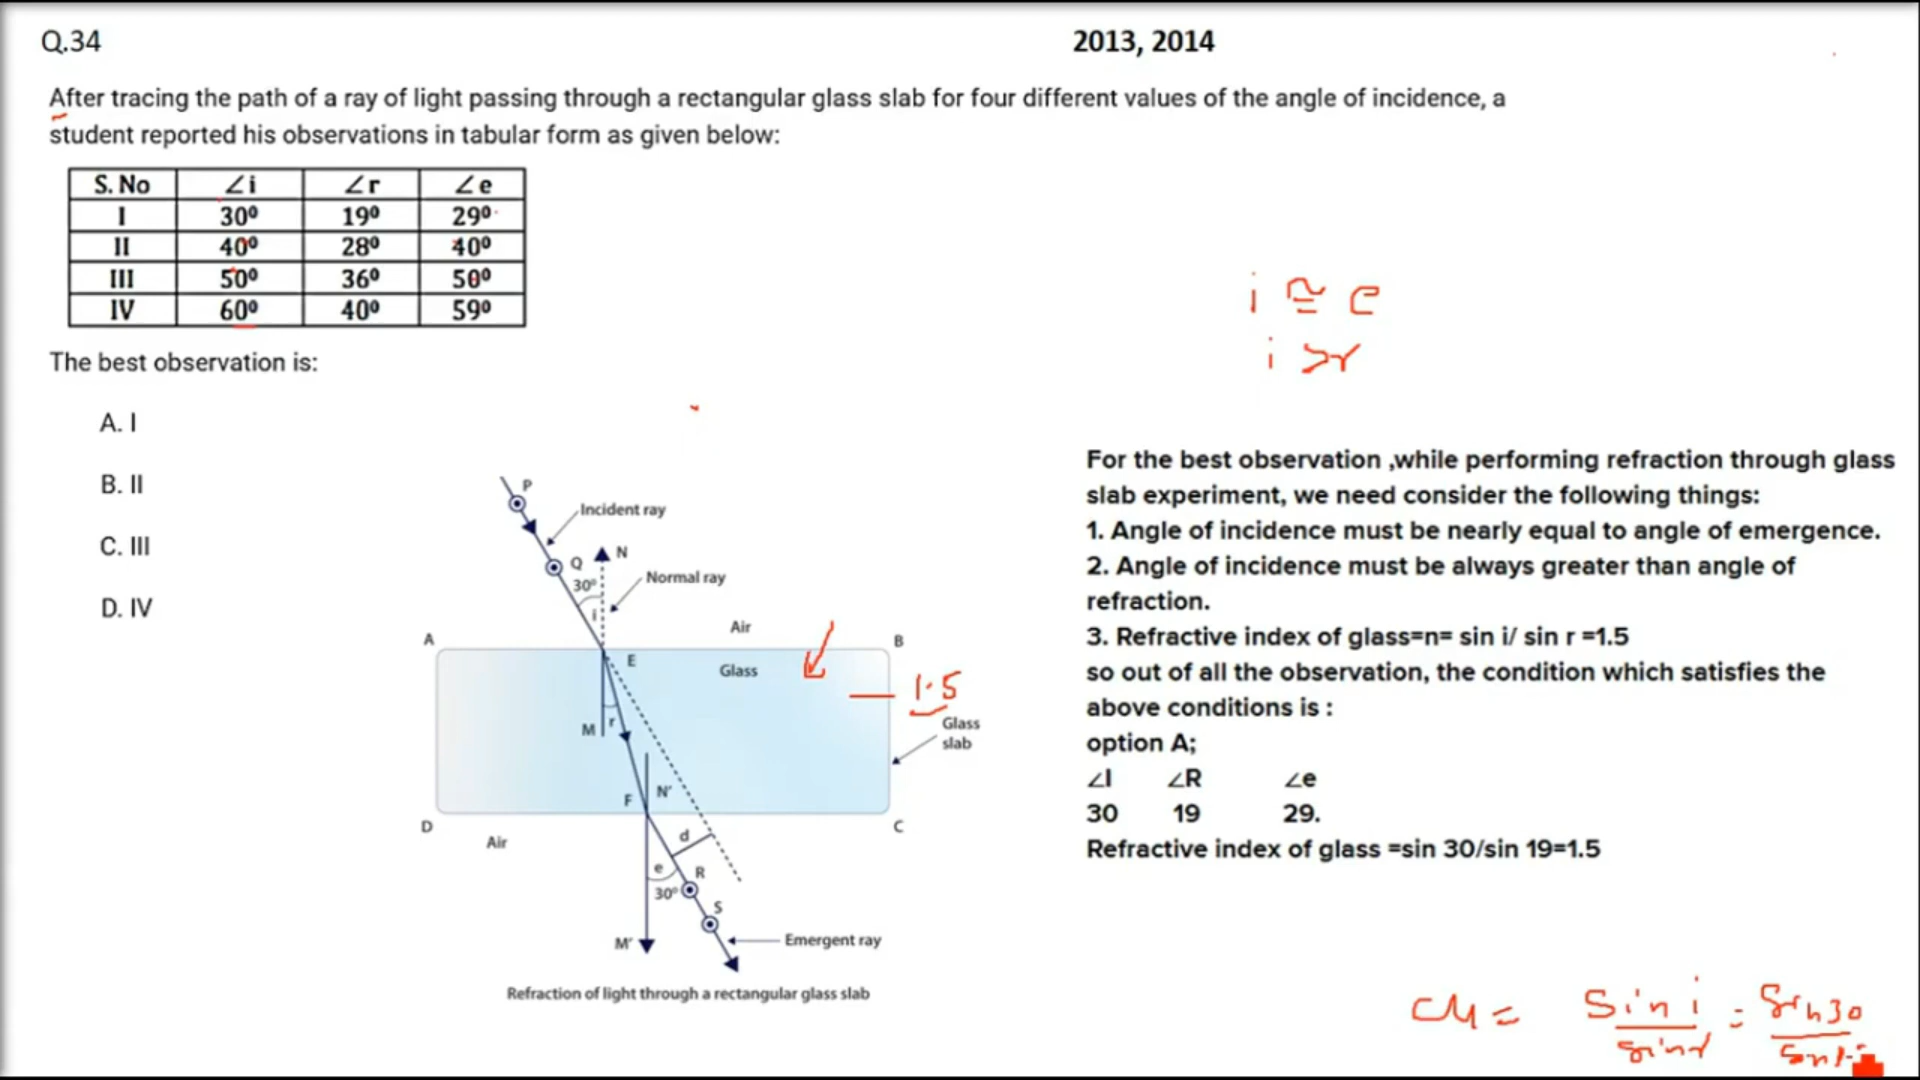 Q.34
2013, 2014
After tracing the path of a ray of light passing through a rectangular glass slab for four different values of the angle of incidence, a
student reported his observations in tabular form as given below:
S. No ∠i ∠r ∠e
I 30⁰ 19⁰ 29⁰
II 40⁰ 28⁰ 40⁰
III 50⁰ 36⁰ 50⁰
IV 60⁰ 40⁰ 59⁰
i ≅ e
i > r
The best observation is:
A. I
B. II
C. III
D. IV
P
Incident ray
N
Q
30⁰
Normal ray
i
Air
A
B
E
Glass
1.5
M
r
Glass
slab
N'
F
D
C
Air
d
e
R
30⁰
S
M'
Emergent ray
Refraction of light through a rectangular glass slab
For the best observation ,while performing refraction through glass
slab experiment, we need consider the following things:
1. Angle of incidence must be nearly equal to angle of emergence.
2. Angle of incidence must be always greater than angle of
refraction.
3. Refractive index of glass=n= sin i/ sin r =1.5
so out of all the observation, the condition which satisfies the
above conditions is :
option A;
∠I ∠R ∠e
30 19 29.
Refractive index of glass =sin 30/sin 19=1.5
= sin i / sin r = sin 30